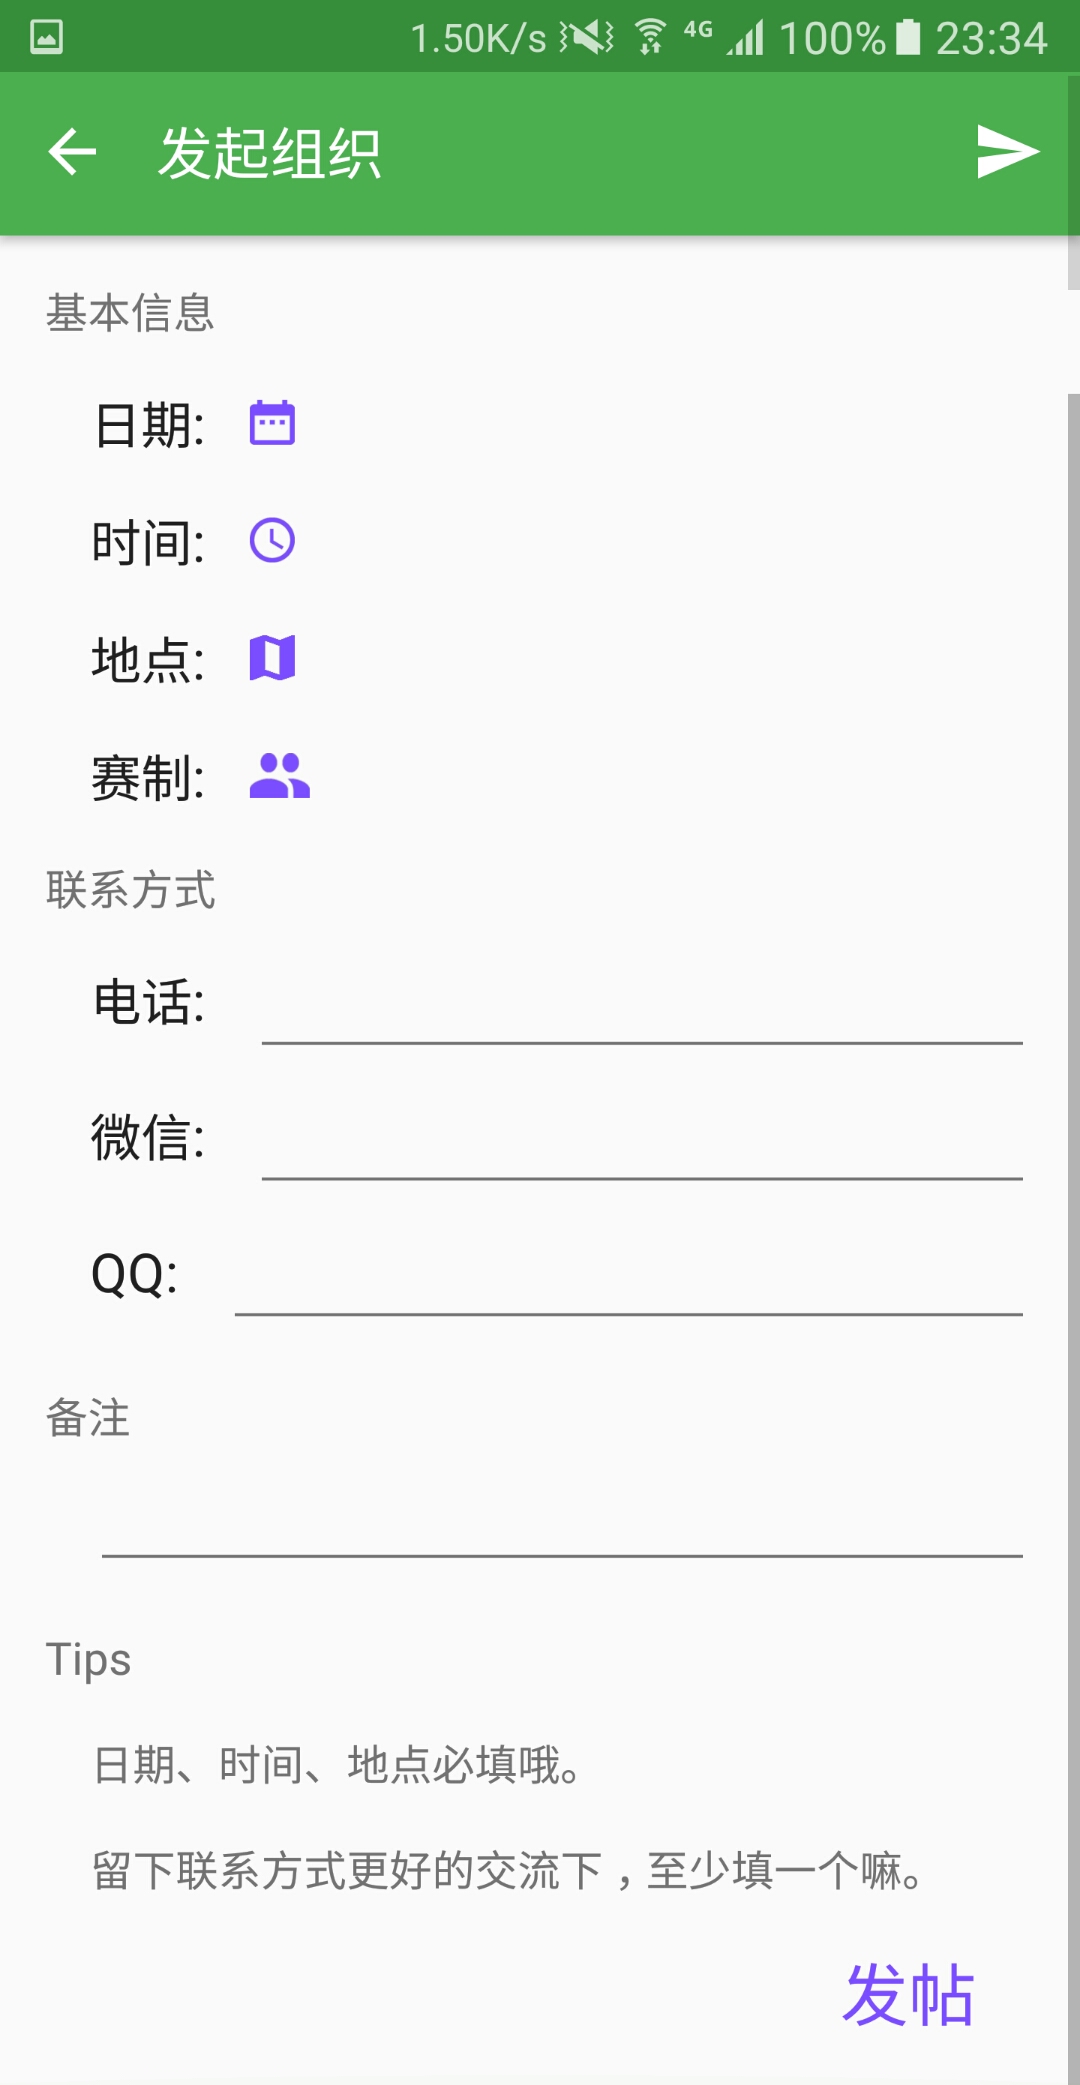 1.50K/s 4G 100% 23:34
发起组织
基本信息
日期:
时间:
地点:
赛制:
联系方式
电话:
微信:
QQ:
备注
Tips
日期、时间、地点必填哦。
留下联系方式更好的交流下，至少填一个嘛。
发帖